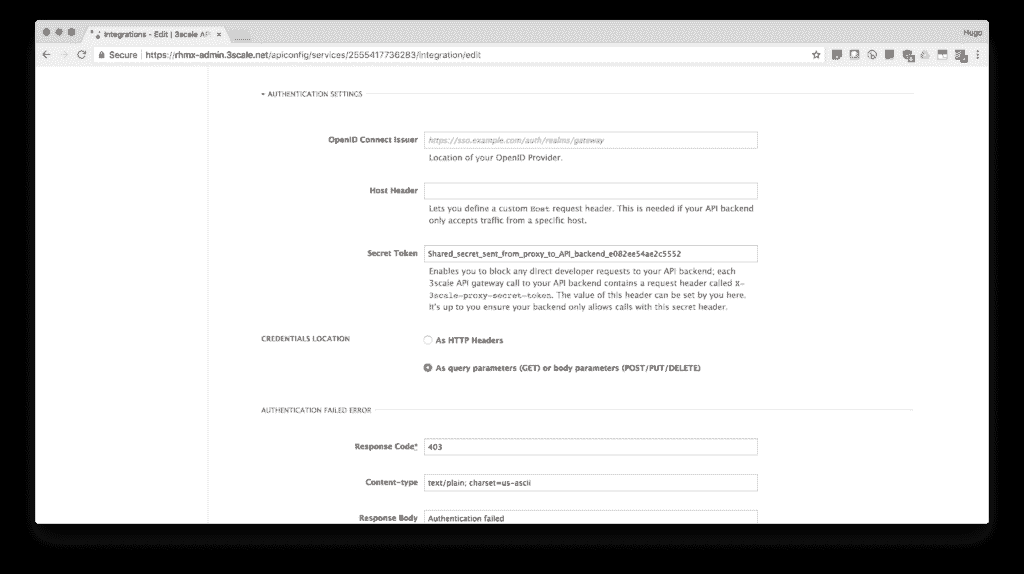 Integrations - Edit | 3scale API
Hugo
Secure https://rhmx-admin.3scale.net/apiconfig/services/2555417736283/integration/edit
AUTHENTICATION SETTINGS
OpenID Connect Issuer https://sso.example.com/auth/realms/gateway
Location of your OpenID Provider.
Host Header
Lets you define a custom Host request header. This is needed if your API backend
only accepts traffic from a specific host.
Secret Token Shared_secret_sent_from_proxy_to_API_backend_e082ee54ae2c5552
Enables you to block any direct developer requests to your API backend; each
3scale API gateway call to your API backend contains a request header called X-
3scale-proxy-secret-token. The value of this header can be set by you here.
It's up to you ensure your backend only allows calls with this secret header.
CREDENTIALS LOCATION
As HTTP Headers
As query parameters (GET) or body parameters (POST/PUT/DELETE)
AUTHENTICATION FAILED ERROR
Response Code* 403
Content-type text/plain; charset=us-ascii
Response Body Authentication failed